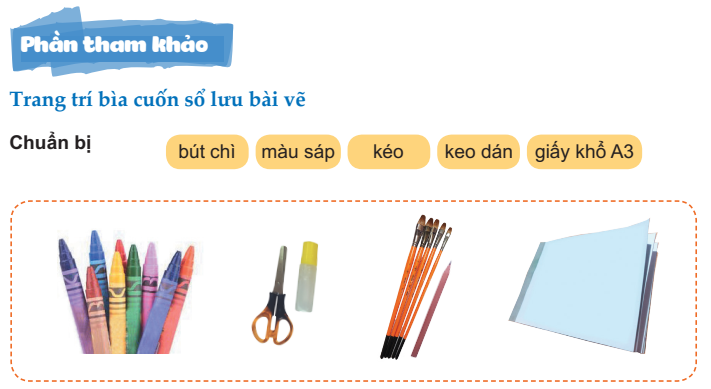 Phần tham khảo
Trang trí bìa cuốn sổ lưu bài vẽ
Chuẩn bị
bút chì màu sáp kéo keo dán giấy khổ A3